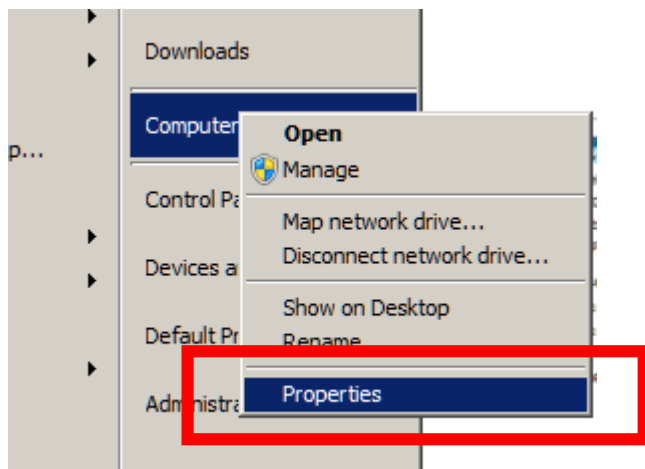 Downloads
Computer
p...
Control Pa
Devices a
Default Pr
Administra
Open
Manage
Map network drive...
Disconnect network drive...
Show on Desktop
Rename
Properties